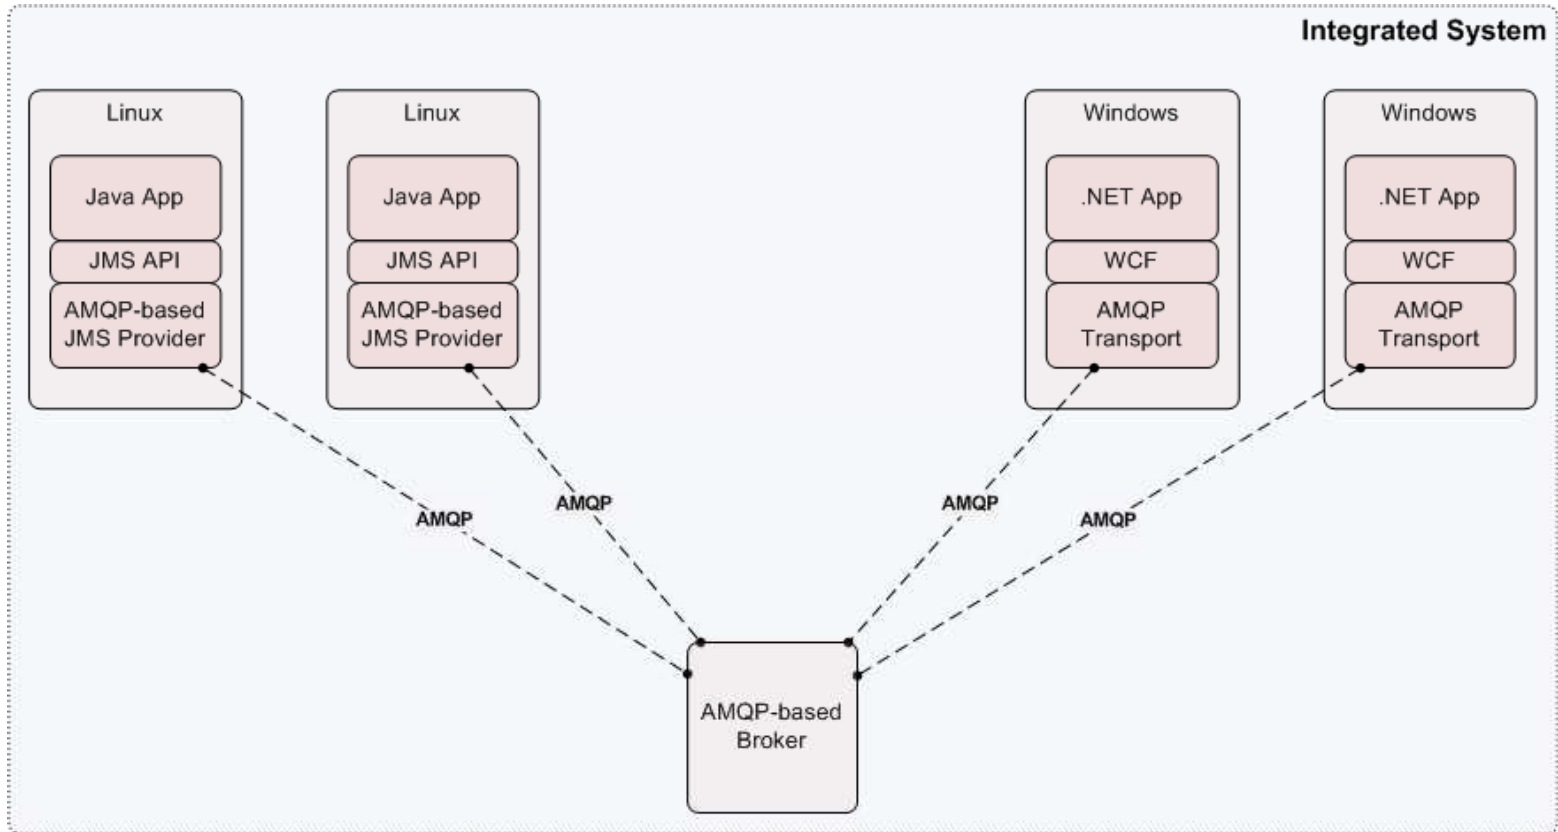 Integrated System
Linux
Java App
JMS API
AMQP-based
JMS Provider
Linux
Java App
JMS API
AMQP-based
JMS Provider
Windows
.NET App
WCF
AMQP
Transport
Windows
.NET App
WCF
AMQP
Transport
AMQP
AMQP
AMQP
AMQP
AMQP-based
Broker